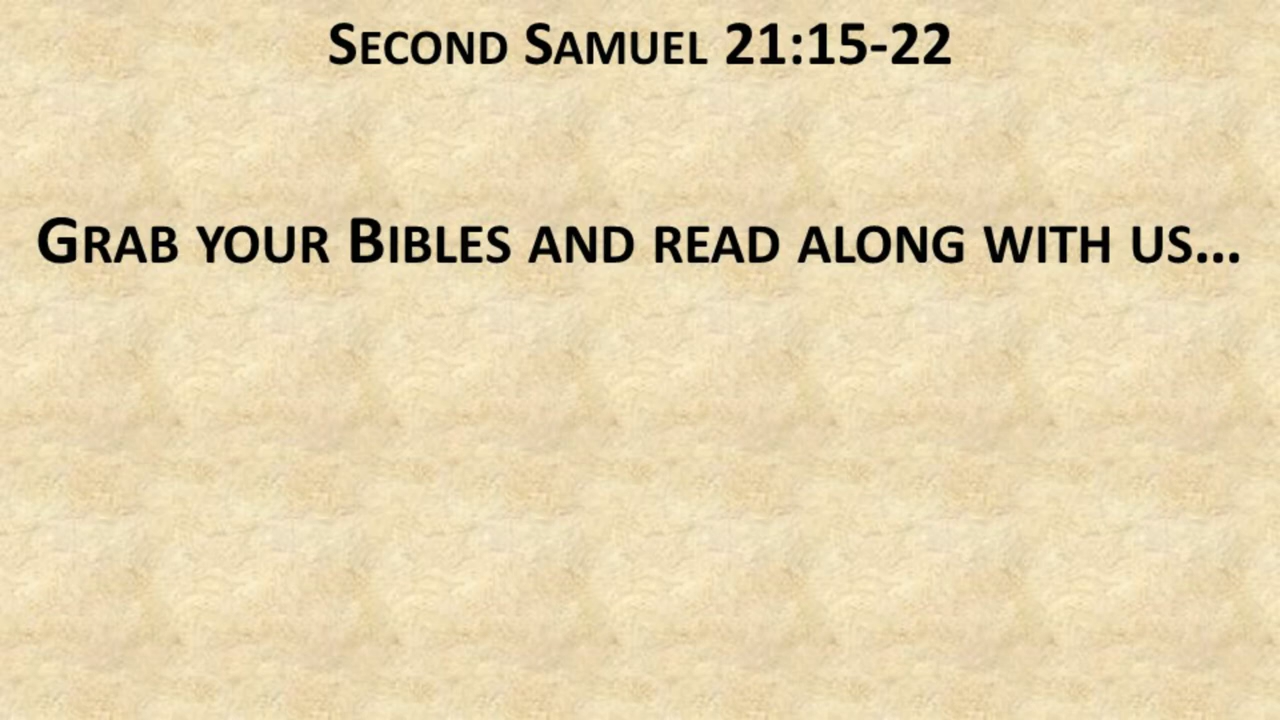 Second Samuel 21:15-22
Grab your Bibles and read along with us...